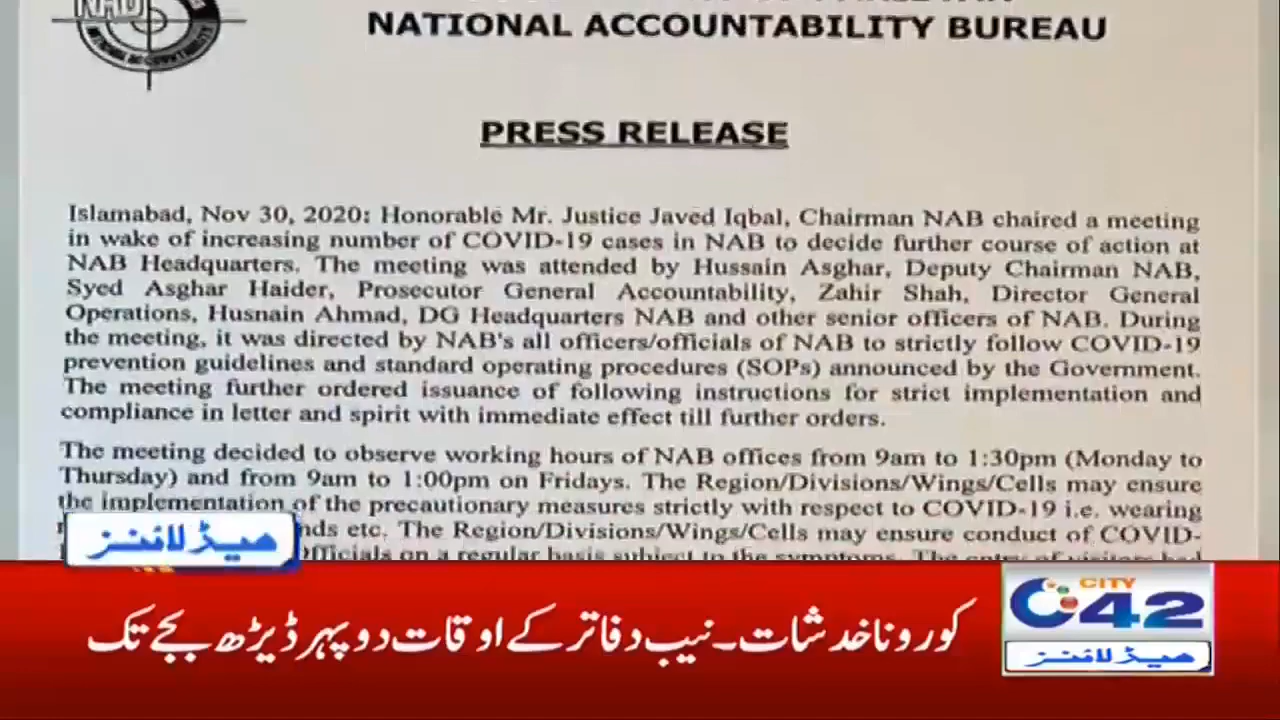 NAB
NATIONAL ACCOUNTABILITY BUREAU
PRESS RELEASE
Islamabad, Nov 30, 2020: Honorable Mr. Justice Javed Iqbal, Chairman NAB chaired a meeting
in wake of increasing number of COVID-19 cases in NAB to decide further course of action at
NAB Headquarters. The meeting was attended by Hussain Asghar, Deputy Chairman NAB,
Syed Asghar Haider, Prosecutor General Accountability, Zahir Shah, Director General
Operations, Husnain Ahmad, DG Headquarters NAB and other senior officers of NAB. During
the meeting, it was directed by NAB's all officers/officials of NAB to strictly follow COVID-19
prevention guidelines and standard operating procedures (SOPs) announced by the Government.
The meeting further ordered issuance of following instructions for strict implementation and
compliance in letter and spirit with immediate effect till further orders.
The meeting decided to observe working hours of NAB offices from 9am to 1:30pm (Monday to
Thursday) and from 9am to 1:00pm on Fridays. The Region/Divisions/Wings/Cells may ensure
the implementation of the precautionary measures strictly with respect to COVID-19 i.e. wearing
etc. The Region/Divisions/Wings/Cells may ensure conduct of COVID-
Officials on a regular basis subject to the symptoms. The entry of visitors had
ہیڈلائنز
کورونا خدشات۔ نیب دفاتر کے اوقات دوپہر ڈیڑھ بجے تک
CITY
42
ہیڈلائنز